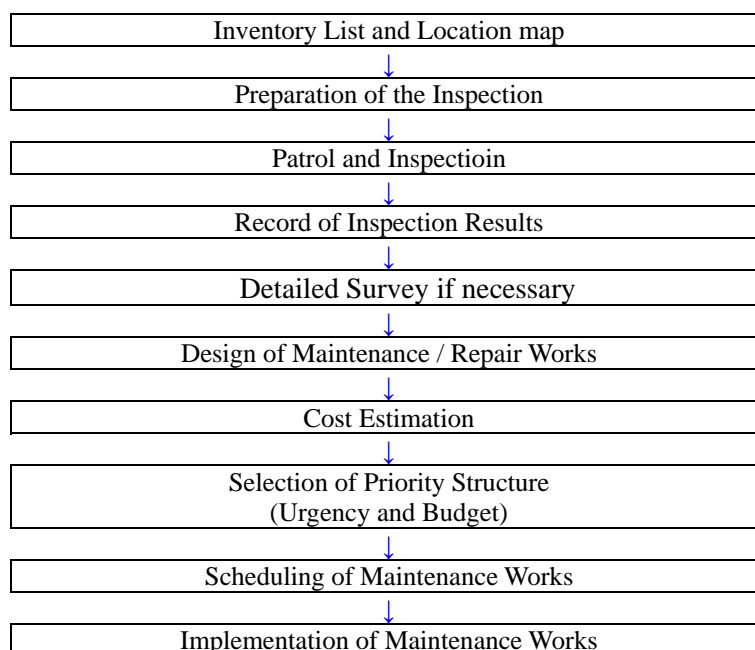 Inventory List and Location map
↓
Preparation of the Inspection
↓
Patrol and Inspectioin
↓
Record of Inspection Results
↓
Detailed Survey if necessary
↓
Design of Maintenance / Repair Works
↓
Cost Estimation
↓
Selection of Priority Structure
(Urgency and Budget)
↓
Scheduling of Maintenance Works
↓
Implementation of Maintenance Works